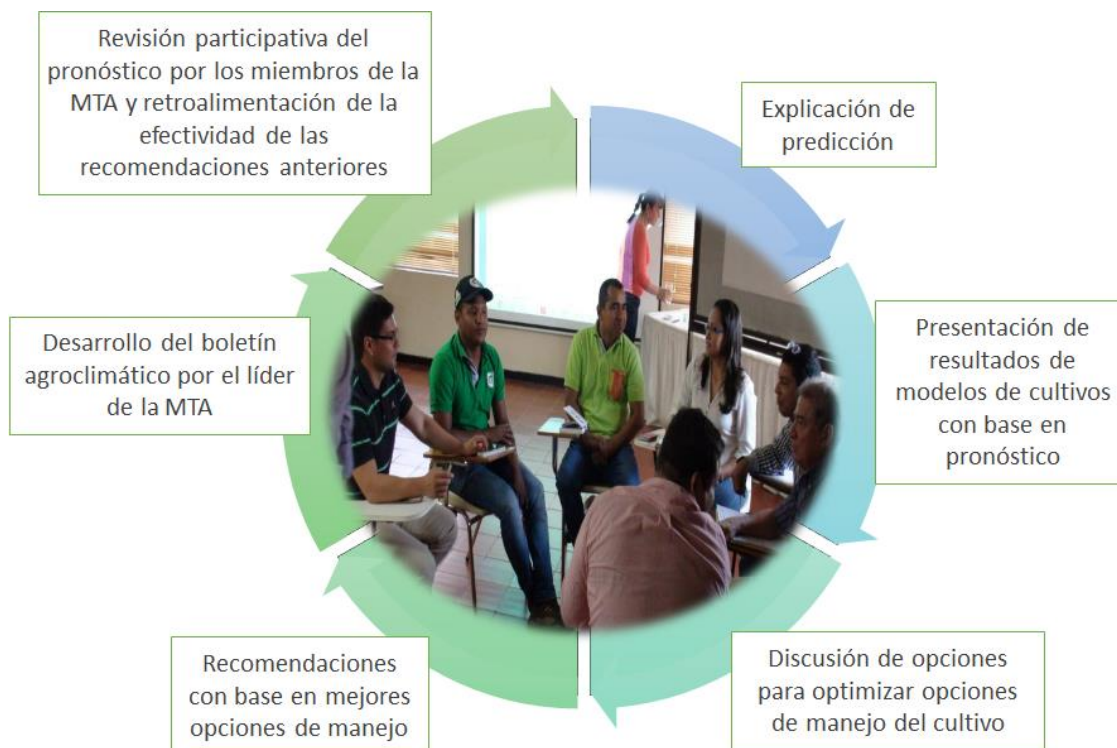 Revisión participativa del
pronóstico por los miembros de la
MTA y retroalimentación de la
efectividad de las
recomendaciones anteriores
Explicación de
predicción
Presentación de
resultados de
modelos de cultivos
con base en
pronóstico
Discusión de opciones
para optimizar opciones
de manejo del cultivo
Recomendaciones
con base en mejores
opciones de manejo
Desarrollo del boletín
agroclimático por el líder
de la MTA